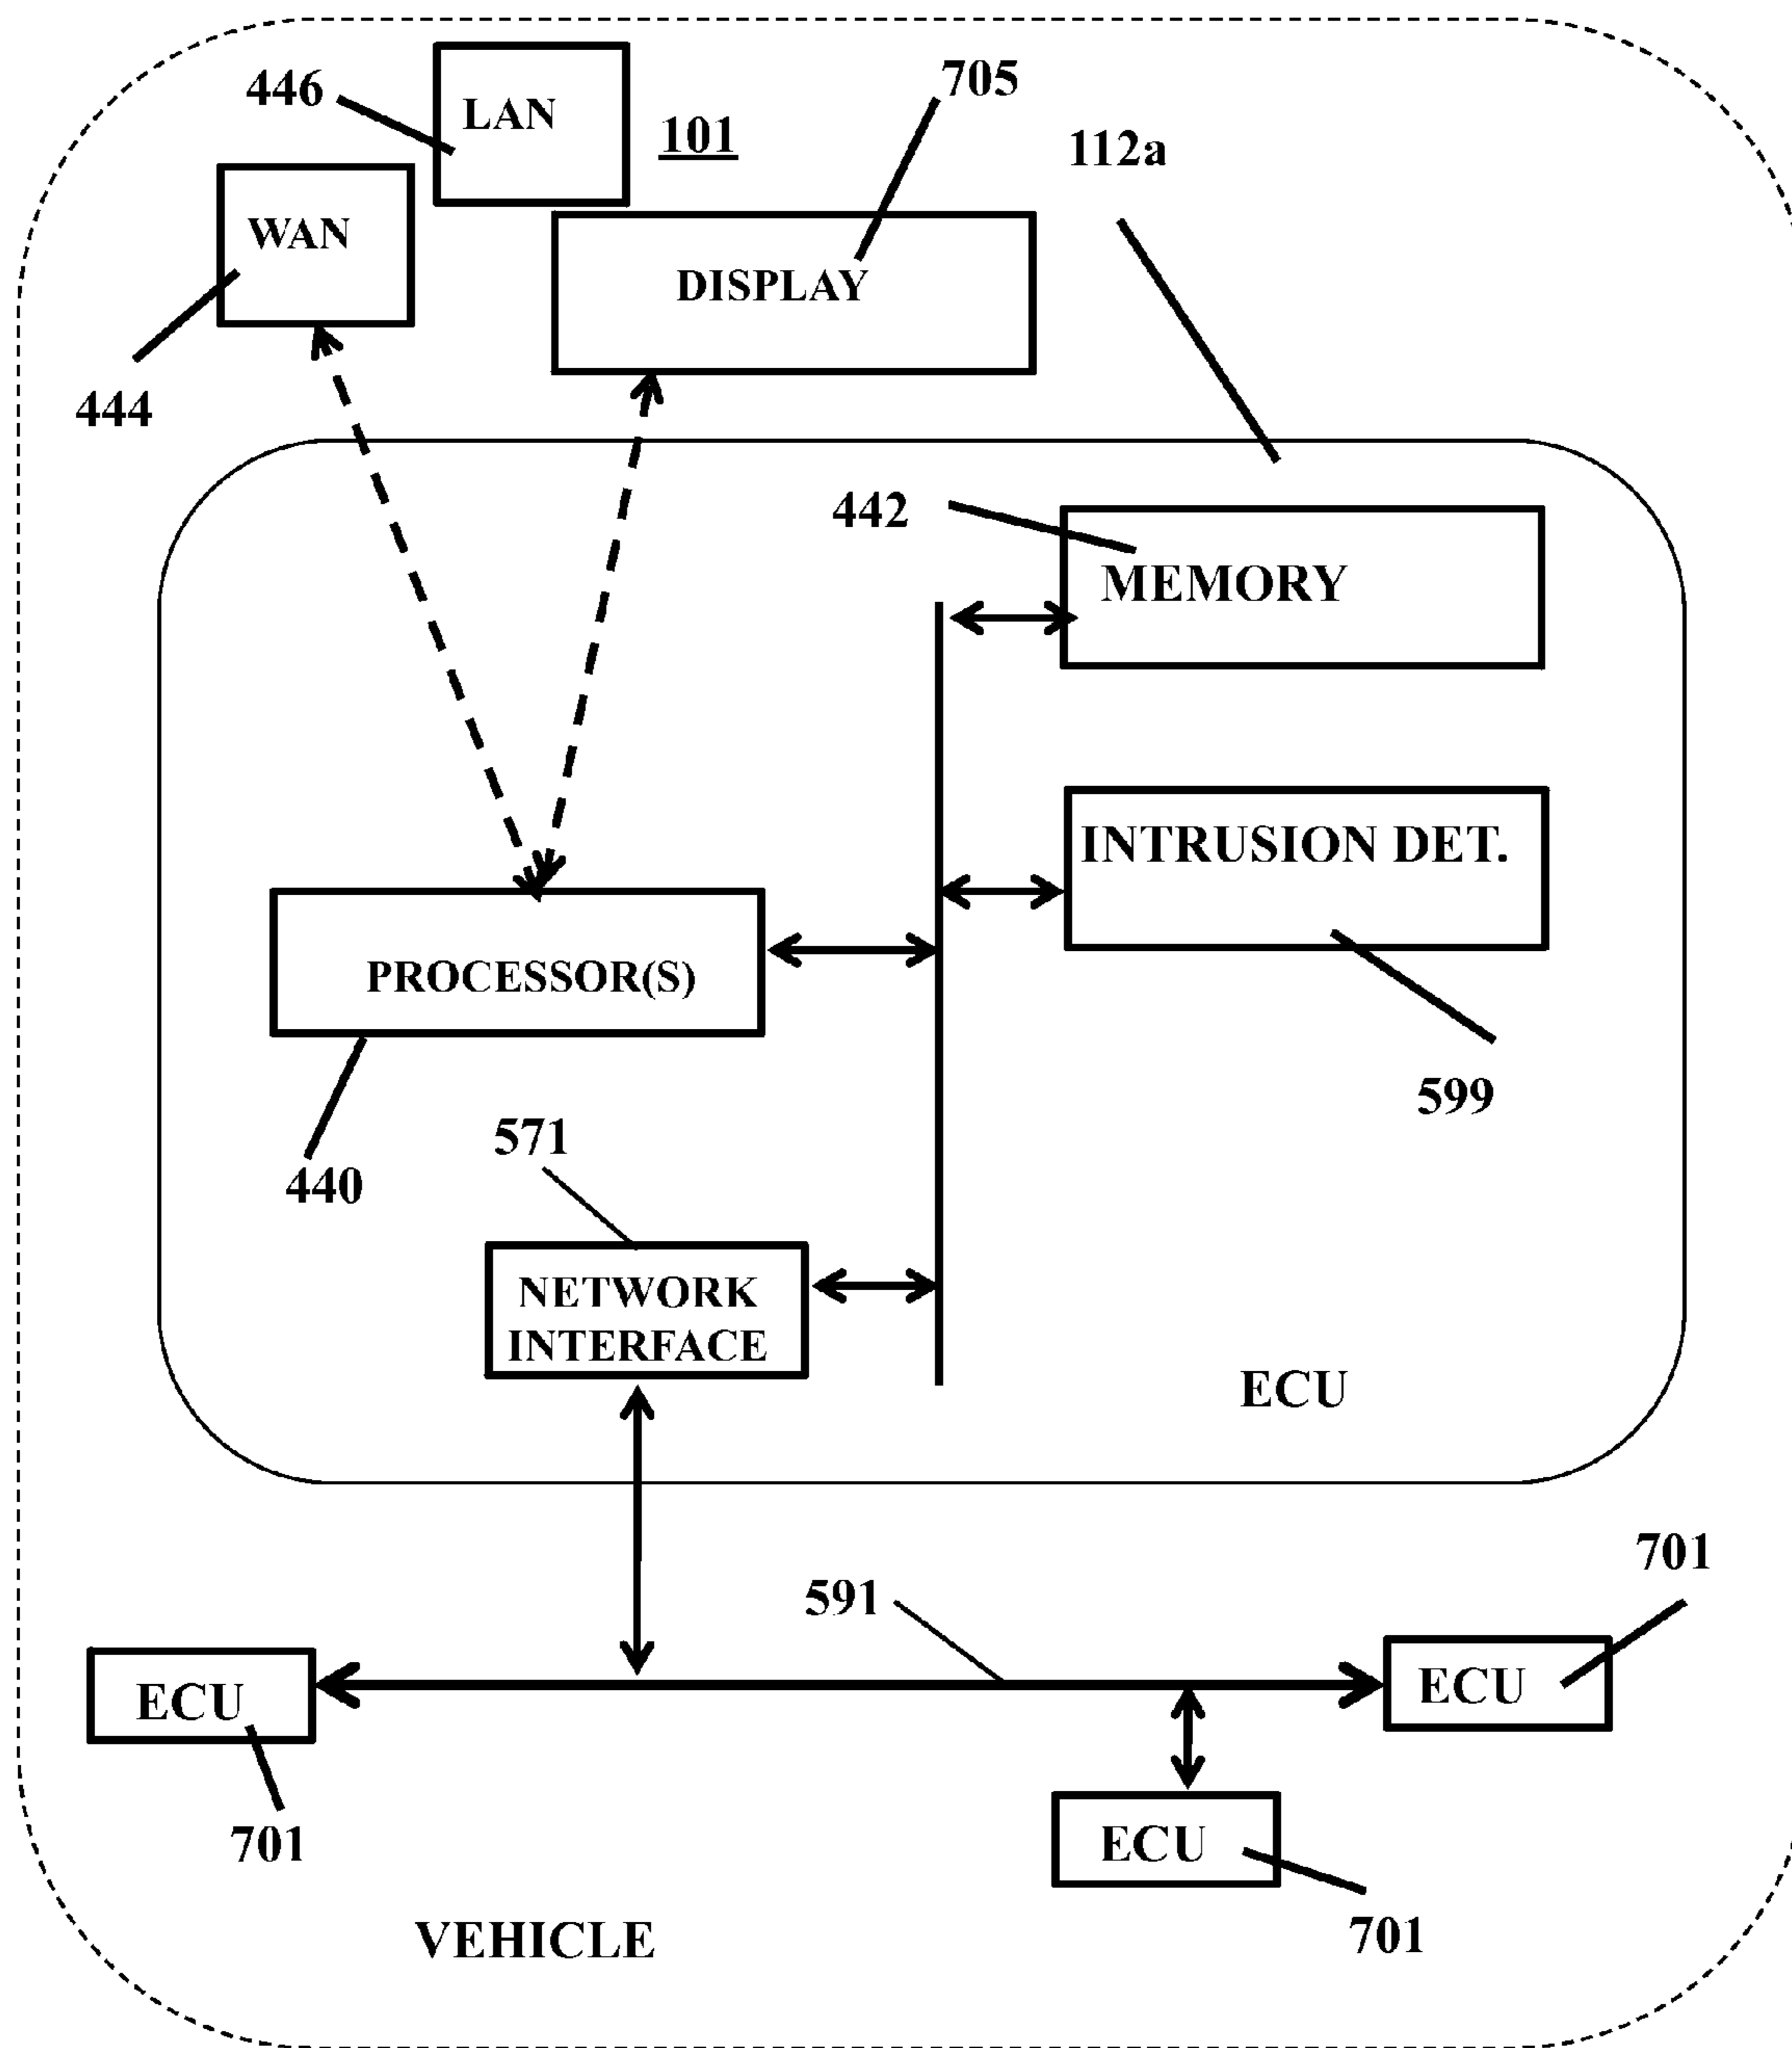 705
446
LAN
101
112a
WAN
DISPLAY
444
442
MEMORY
INTRUSION DET.
PROCESSOR(S)
599
571
440
NETWORK
INTERFACE
ECU
701
591
ECU
ECU
701
ECU
701
VEHICLE